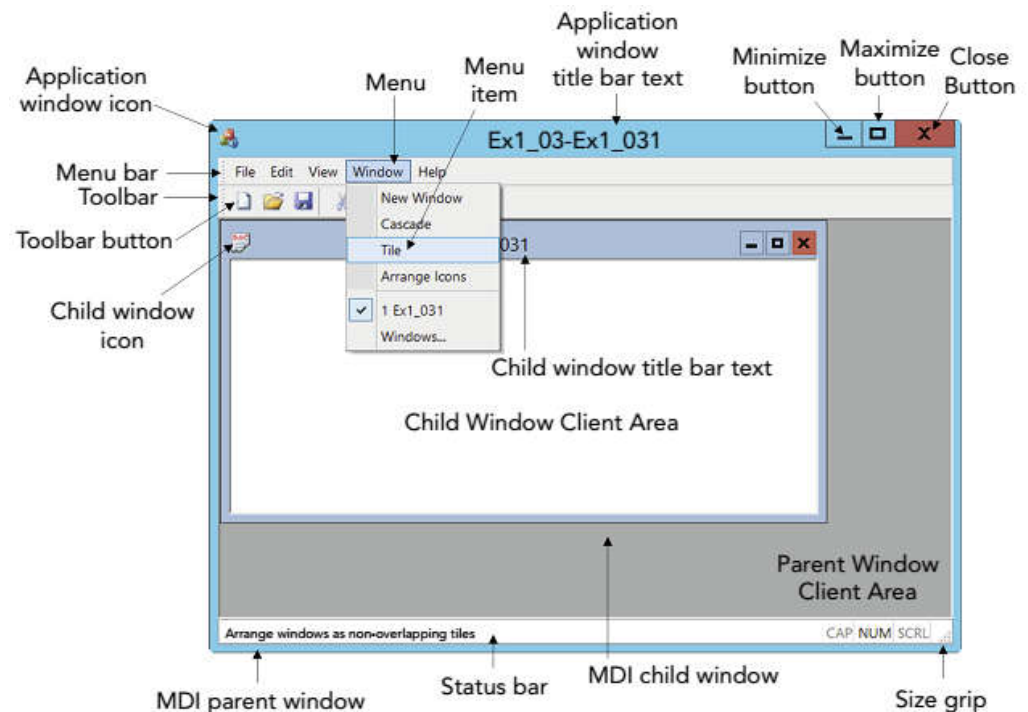 Application
window
title bar text
Minimize
button
Maximize
button
Close
Button
Application
window icon
Menu
Menu
item
Ex1_03-Ex1_031
Menu bar
File Edit View Window Help
Toolbar
New Window
Cascade
Toolbar button
Tile
031
Arrange Icons
1 Ex1_031
Windows...
Child window
icon
Child window title bar text
Child Window Client Area
Parent Window
Client Area
Arrange windows as non-overlapping tiles
CAP NUM SCRL
MDI parent window
Status bar
MDI child window
Size grip